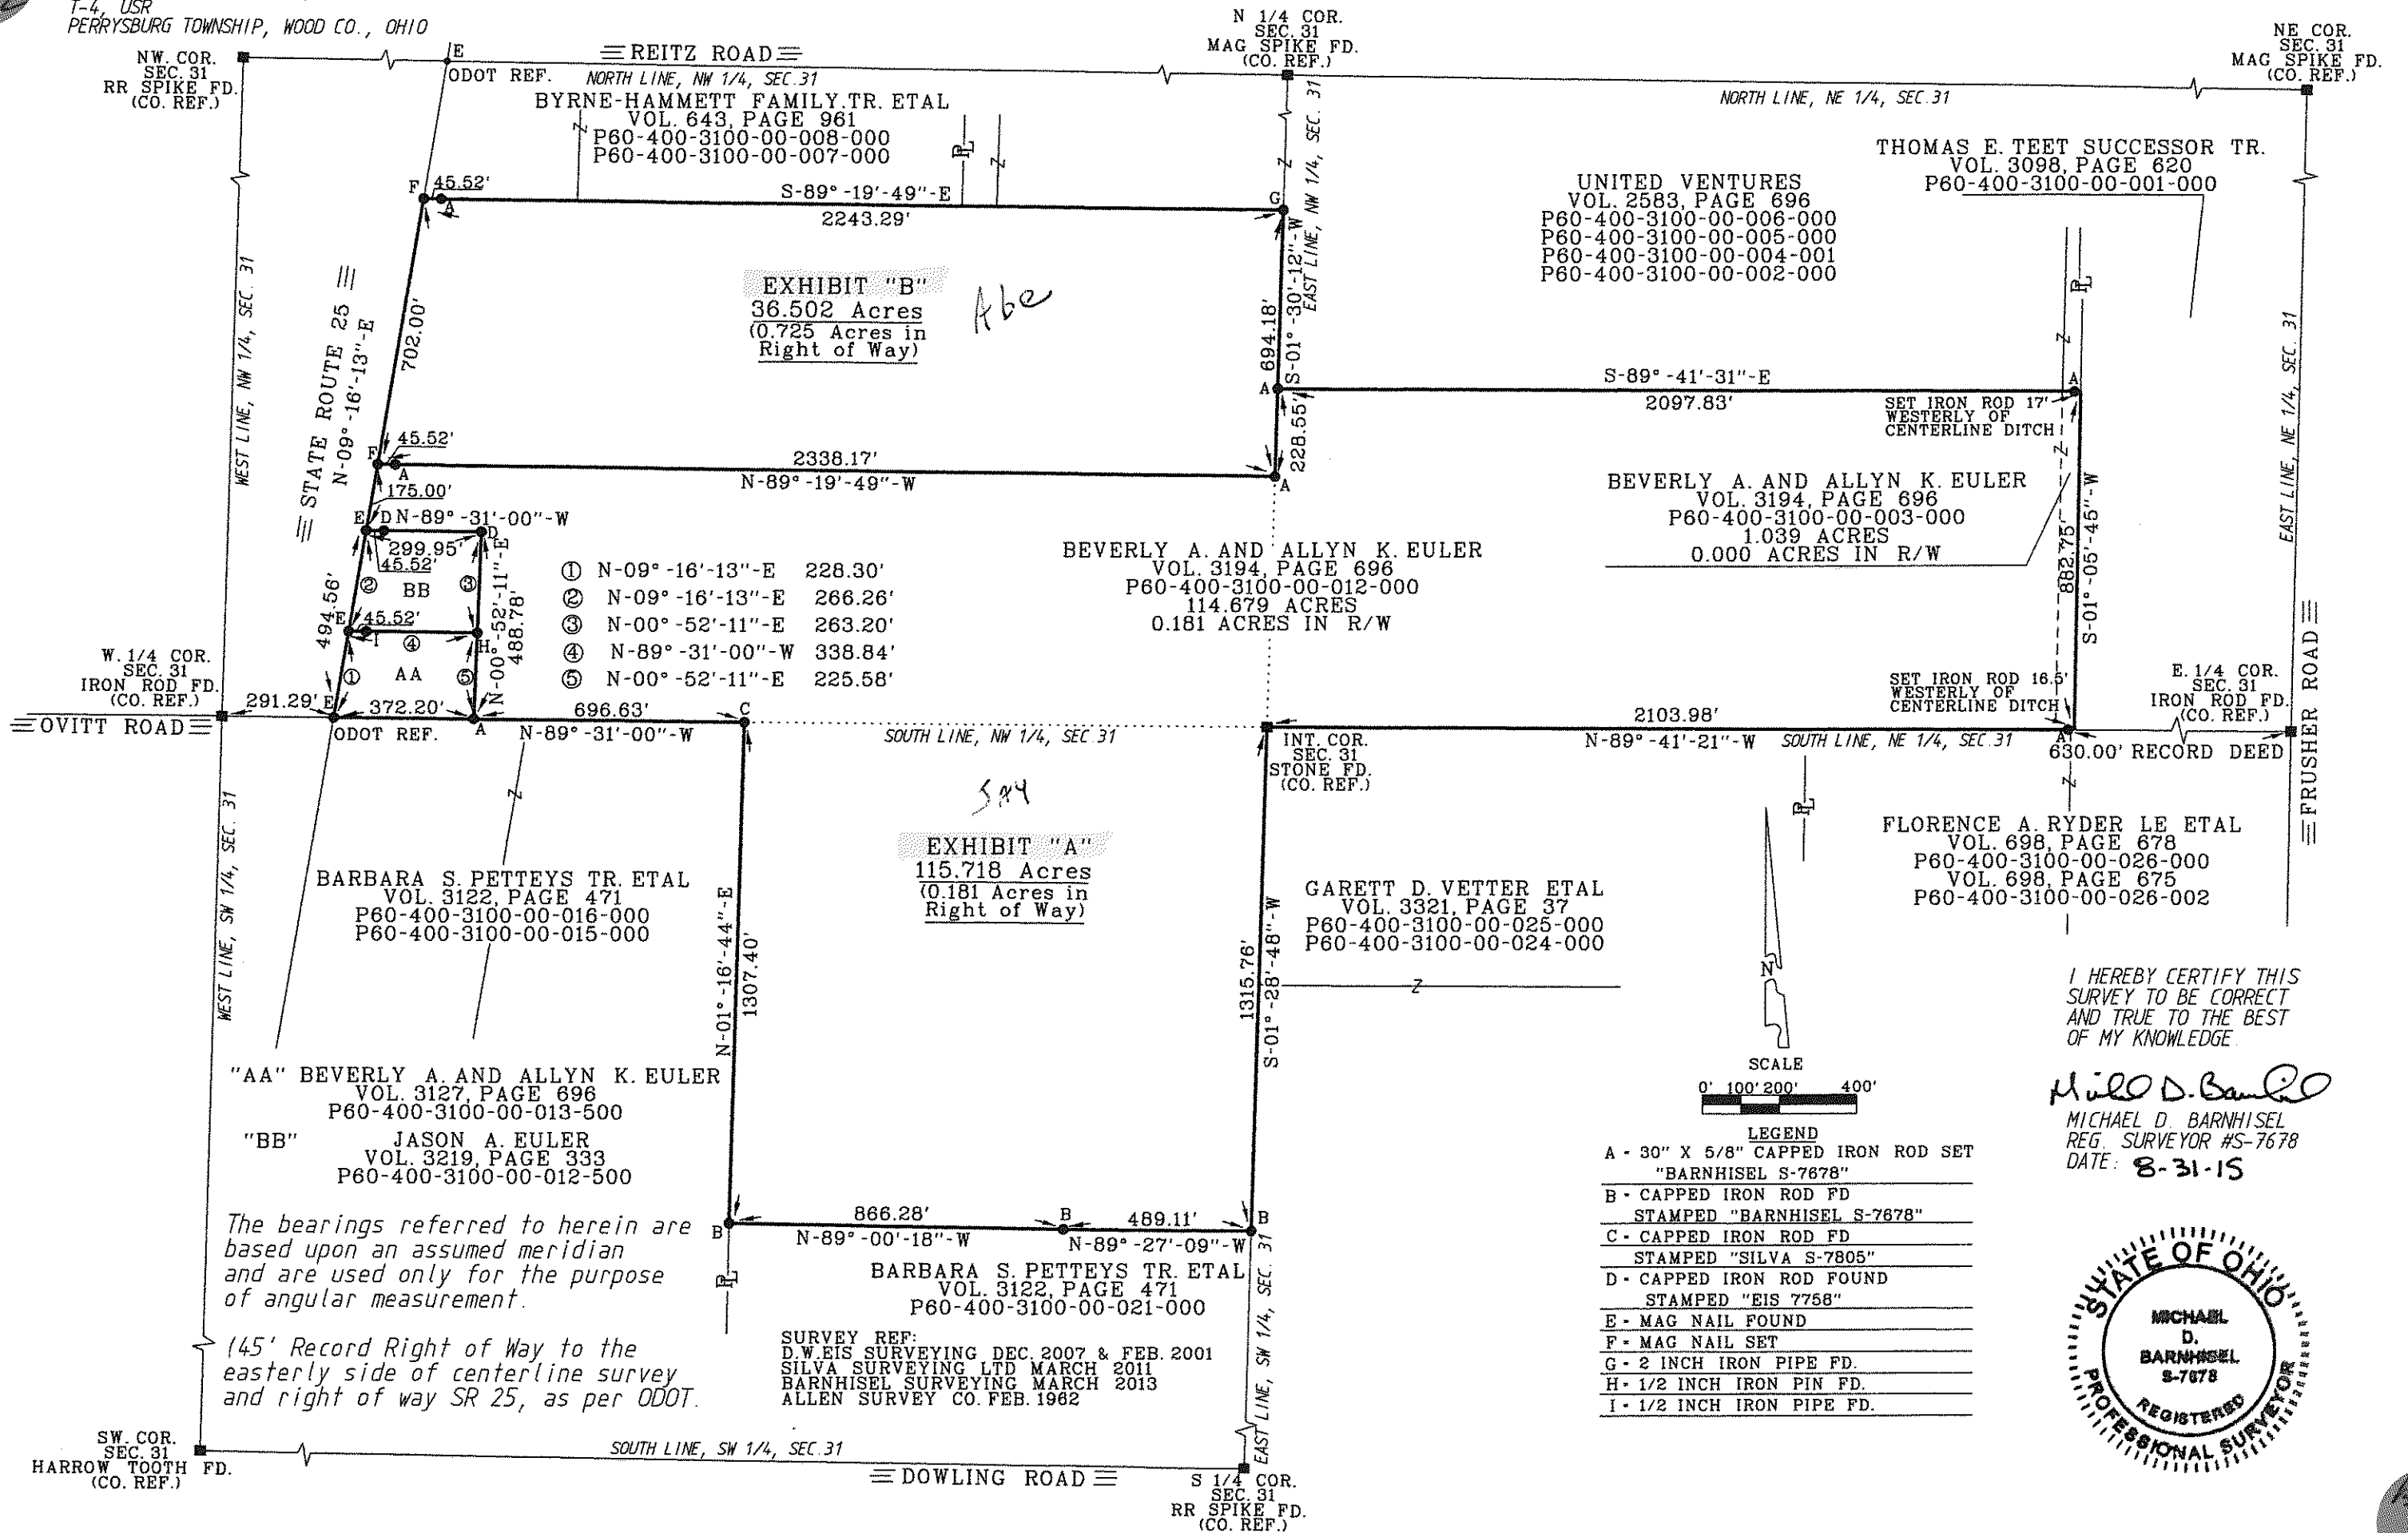 T-4, USR
PERRYSBURG TOWNSHIP, WOOD CO., OHIO
NW. COR.
SEC. 31
RR SPIKE FD.
(CO. REF.)
E
ODOT REF.
REITZ ROAD
NORTH LINE, NW 1/4, SEC.31
N 1/4 COR.
SEC. 31
MAG SPIKE FD.
(CO. REF.)
NORTH LINE, NE 1/4, SEC.31
NE COR.
SEC. 31
MAG SPIKE FD.
(CO. REF.)
BYRNE-HAMMETT FAMILY.TR. ETAL
VOL. 643, PAGE 961
P60-400-3100-00-008-000
P60-400-3100-00-007-000
Z
PL
Z
Z
EAST LINE, NW 1/4, SEC. 31
THOMAS E. TEET SUCCESSOR TR.
VOL. 3098, PAGE 620
P60-400-3100-00-001-000
UNITED VENTURES
VOL. 2583, PAGE 696
P60-400-3100-00-006-000
P60-400-3100-00-005-000
P60-400-3100-00-004-001
P60-400-3100-00-002-000
F
45.52'
A
S-89°-19'-49"-E
2243.29'
G
WEST LINE, NW 1/4, SEC. 31
STATE ROUTE 25
N-09°-16'-13"-E
702.00'
EXHIBIT "B"
36.502 Acres
(0.725 Acres in
Right of Way)
Abe
694.18'
S-01°-30'-12"-W
PL
Z
EAST LINE, NE 1/4, SEC. 31
A
S-89°-41'-31"-E
2097.83'
A
SET IRON ROD 17'
WESTERLY OF
CENTERLINE DITCH
Z
228.55'
F
45.52'
A
2338.17'
N-89°-19'-49"-W
A
175.00'
E
D
N-89°-31'-00"-W
D
299.95'
45.52'
②
BB
③
494.56'
E
45.52'
I
④
H
①
AA
⑤
N-00°-52'-11"-E
488.78'
① N-09°-16'-13"-E 228.30'
② N-09°-16'-13"-E 266.26'
③ N-00°-52'-11"-E 263.20'
④ N-89°-31'-00"-W 338.84'
⑤ N-00°-52'-11"-E 225.58'
BEVERLY A. AND ALLYN K. EULER
VOL. 3194, PAGE 696
P60-400-3100-00-012-000
114.679 ACRES
0.181 ACRES IN R/W
BEVERLY A. AND ALLYN K. EULER
VOL. 3194, PAGE 696
P60-400-3100-00-003-000
1.039 ACRES
0.000 ACRES IN R/W
882.75'
S-01°-05'-45"-W
FRUSHER ROAD
W. 1/4 COR.
SEC. 31
IRON ROD FD.
(CO. REF.)
OVITT ROAD
291.29'
E
ODOT REF.
372.20'
A
696.63'
N-89°-31'-00"-W
C
SOUTH LINE, NW 1/4, SEC.31
INT. COR.
SEC. 31
STONE FD.
(CO. REF.)
2103.98'
N-89°-41'-21"-W
SOUTH LINE, NE 1/4, SEC.31
SET IRON ROD 16.5'
WESTERLY OF
CENTERLINE DITCH
A
E. 1/4 COR.
SEC. 31
IRON ROD FD.
(CO. REF.)
630.00' RECORD DEED
Z
PL
Z
WEST LINE, SW 1/4, SEC. 31
BARBARA S. PETTEYS TR. ETAL
VOL. 3122, PAGE 471
P60-400-3100-00-016-000
P60-400-3100-00-015-000
N-01°-16'-44"-E
1307.40'
EXHIBIT "A"
115.718 Acres
(0.181 Acres in
Right of Way)
1315.76'
S-01°-28'-48"-W
GARETT D. VETTER ETAL
VOL. 3321, PAGE 37
P60-400-3100-00-025-000
P60-400-3100-00-024-000
Z
FLORENCE A. RYDER LE ETAL
VOL. 698, PAGE 678
P60-400-3100-00-026-000
VOL. 698, PAGE 675
P60-400-3100-00-026-002
N
SCALE
0' 100' 200' 400'
I HEREBY CERTIFY THIS
SURVEY TO BE CORRECT
AND TRUE TO THE BEST
OF MY KNOWLEDGE.
MICHAEL D. BARNHISEL
REG. SURVEYOR #S-7678
DATE: 8-31-15
"AA" BEVERLY A. AND ALLYN K. EULER
VOL. 3127, PAGE 696
P60-400-3100-00-013-500
"BB" JASON A. EULER
VOL. 3219, PAGE 333
P60-400-3100-00-012-500
B
866.28'
N-89°-00'-18"-W
B
489.11'
N-89°-27'-09"-W
B
PL
EAST LINE, SW 1/4, SEC. 31
BARBARA S. PETTEYS TR. ETAL
VOL. 3122, PAGE 471
P60-400-3100-00-021-000
The bearings referred to herein are
based upon an assumed meridian
and are used only for the purpose
of angular measurement.
(45' Record Right of Way to the
easterly side of centerline survey
and right of way SR 25, as per ODOT.
SURVEY REF:
D.W.EIS SURVEYING DEC. 2007 & FEB. 2001
SILVA SURVEYING LTD MARCH 2011
BARNHISEL SURVEYING MARCH 2013
ALLEN SURVEY CO. FEB. 1962
LEGEND
A - 30" X 5/8" CAPPED IRON ROD SET
"BARNHISEL S-7678"
B - CAPPED IRON ROD FD
STAMPED "BARNHISEL S-7678"
C - CAPPED IRON ROD FD
STAMPED "SILVA S-7805"
D - CAPPED IRON ROD FOUND
STAMPED "EIS 7758"
E - MAG NAIL FOUND
F - MAG NAIL SET
G - 2 INCH IRON PIPE FD.
H - 1/2 INCH IRON PIN FD.
I - 1/2 INCH IRON PIPE FD.
STATE OF OHIO
MICHAEL
D.
BARNHISEL
S-7678
REGISTERED
PROFESSIONAL SURVEYOR
SW. COR.
SEC. 31
HARROW TOOTH FD.
(CO. REF.)
SOUTH LINE, SW 1/4, SEC.31
DOWLING ROAD
S 1/4 COR.
SEC. 31
RR SPIKE FD.
(CO. REF.)